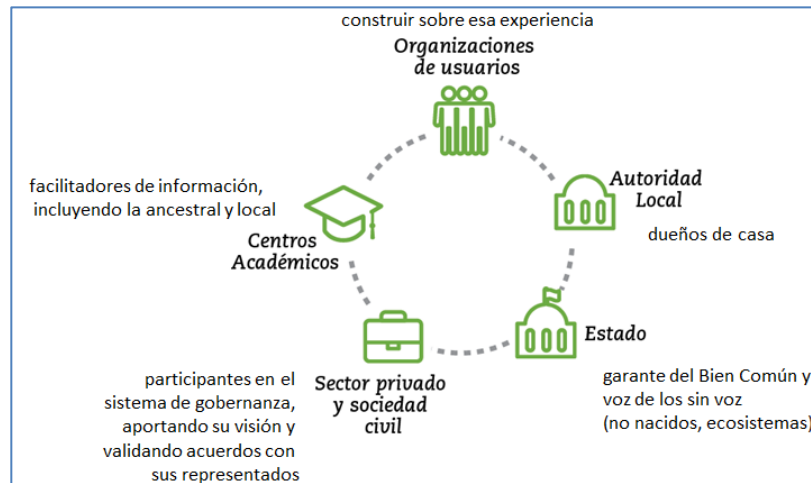 construir sobre esa experiencia
Organizaciones
de usuarios
facilitadores de información,
incluyendo la ancestral y local
Centros
Académicos
Autoridad
Local
dueños de casa
Estado
garante del Bien Común y
voz de los sin voz
(no nacidos, ecosistemas)
Sector privado
y sociedad
civil
participantes en el
sistema de gobernanza,
aportando su visión y
validando acuerdos con
sus representados